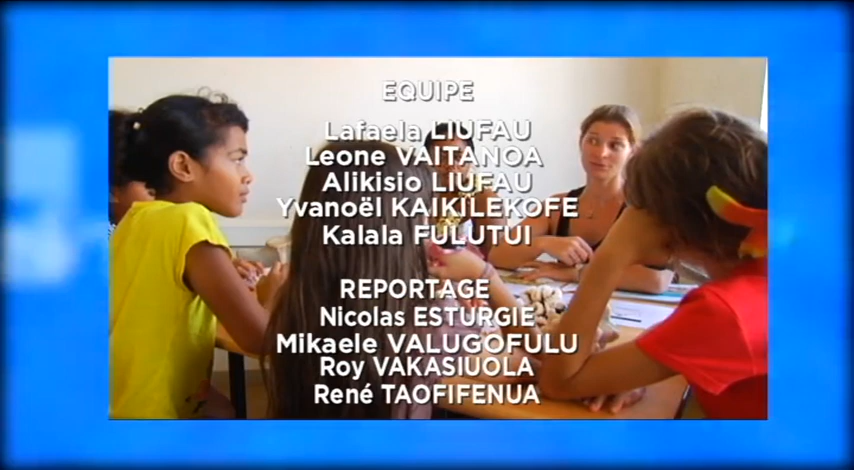 EQUIPE
Lafaela LIUFAU
Leone VAITANOA
Alikisio LIUFAU
Yvanoël KAIKILEKOFE
Kalala FULUTUI
REPORTAGE
Nicolas ESTURGIE
Mikaele VALUGOFULU
Roy VAKASIUOLA
René TAOFIFENUA